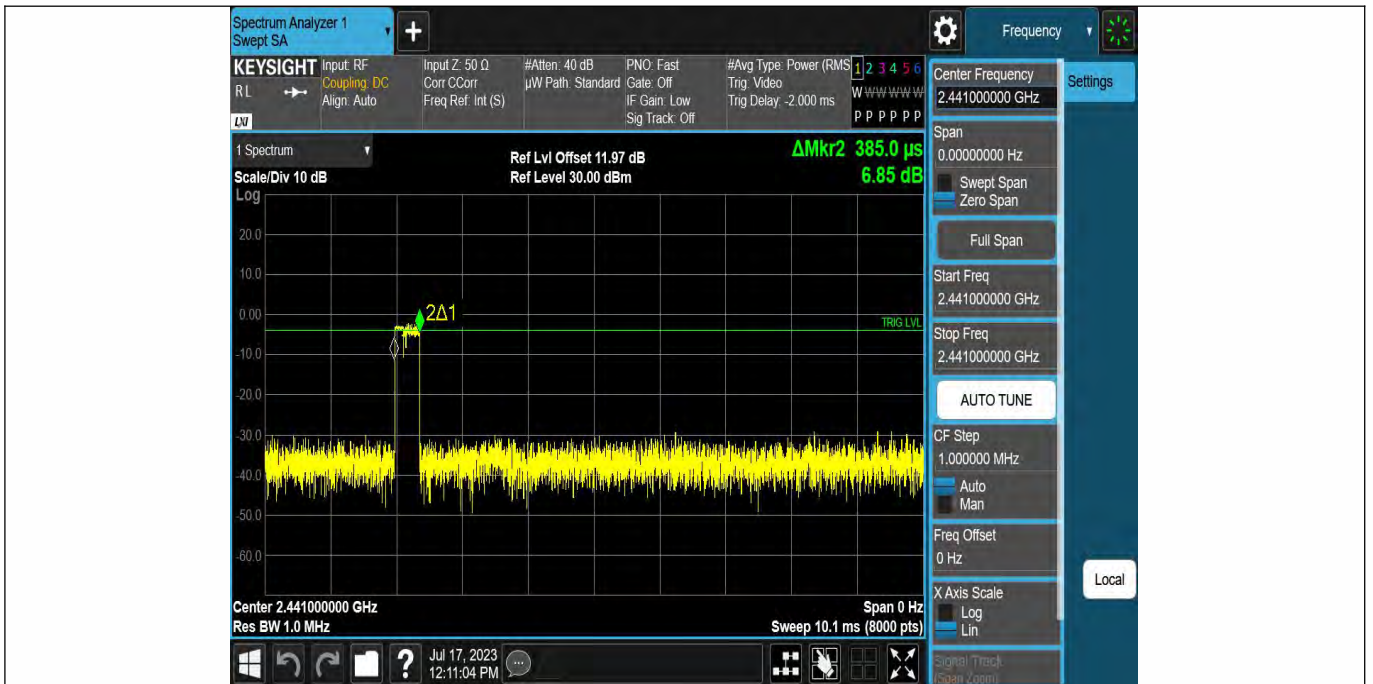 Spectrum Analyzer 1
Swept SA
Frequency
KEYSIGHT
RL
LXI
Input: RF
Coupling: DC
Align: Auto
Input Z: 50 Ω
Corr CCorr
Freq Ref: Int (S)
#Atten: 40 dB
µW Path: Standard
PNO: Fast
Gate: Off
IF Gain: Low
Sig Track: Off
#Avg Type: Power (RMS
Trig: Video
Trig Delay: -2.000 ms
1 2 3 4 5 6
W W W W W W
P P P P P P
1 Spectrum
Scale/Div 10 dB
Log
Ref Lvl Offset 11.97 dB
Ref Level 30.00 dBm
ΔMkr2 385.0 µs
6.85 dB
20.0
10.0
0.00
-10.0
-20.0
-30.0
-40.0
-50.0
-60.0
2Δ1
TRIG LVL
Center 2.441000000 GHz
Res BW 1.0 MHz
Span 0 Hz
Sweep 10.1 ms (8000 pts)
Center Frequency
2.441000000 GHz
Settings
Span
0.00000000 Hz
Swept Span
Zero Span
Full Span
Start Freq
2.441000000 GHz
Stop Freq
2.441000000 GHz
AUTO TUNE
CF Step
1.000000 MHz
Auto
Man
Freq Offset
0 Hz
X Axis Scale
Log
Lin
Local
Signal Track
(Span Zoom)
?
Jul 17, 2023
12:11:04 PM